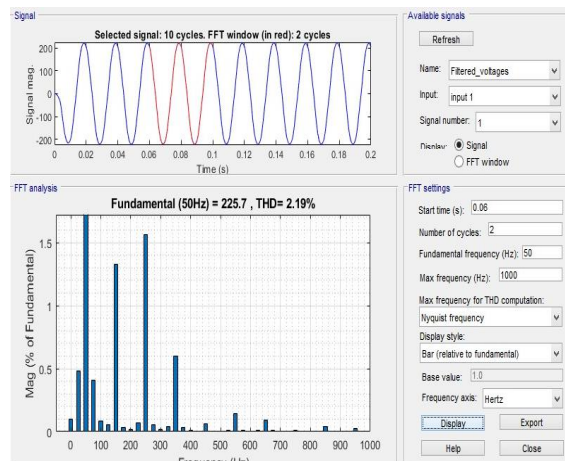 Signal
Selected signal: 10 cycles. FFT window (in red): 2 cycles
200
100
0
-100
-200
Signal mag.
0 0.02 0.04 0.06 0.08 0.1 0.12 0.14 0.16 0.18 0.2
Time (s)
FFT analysis
Fundamental (50Hz) = 225.7 , THD= 2.19%
1.5
1
0.5
0
Mag (% of Fundamental)
0 100 200 300 400 500 600 700 800 900 1000
Frequency (Hz)
Available signals
Refresh
Name: Filtered_voltages
Input: input 1
Signal number: 1
Display: Signal
FFT window
FFT settings
Start time (s): 0.06
Number of cycles: 2
Fundamental frequency (Hz): 50
Max frequency (Hz): 1000
Max frequency for THD computation:
Nyquist frequency
Display style:
Bar (relative to fundamental)
Base value: 1.0
Frequency axis: Hertz
Display Export
Help Close